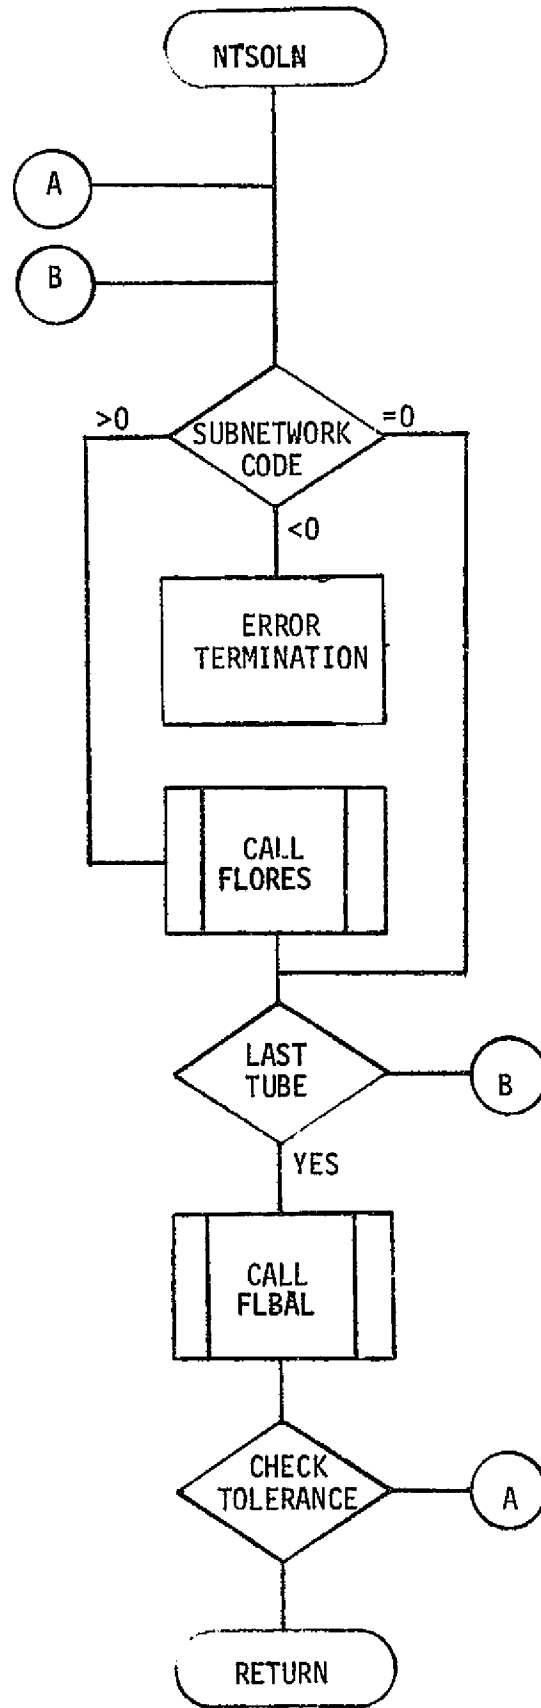 NTSOLN
A
B
>0
SUBNETWORK
CODE
=0
<0
ERROR
TERMINATION
CALL
FLORES
LAST
TUBE
B
YES
CALL
FLBAL
CHECK
TOLERANCE
A
RETURN